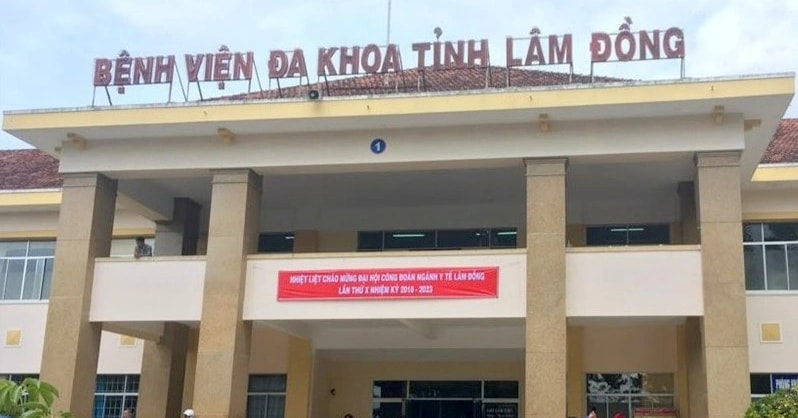 BỆNH VIỆN ĐA KHOA TỈNH LÂM ĐỒNG
1
NHIỆT LIỆT CHÀO MỪNG ĐẠI HỘI CÔNG ĐOÀN NGÀNH Y TẾ LÂM ĐỒNG
LẦN THỨ X NHIỆM KỲ 2018 - 2023
PHÒNG